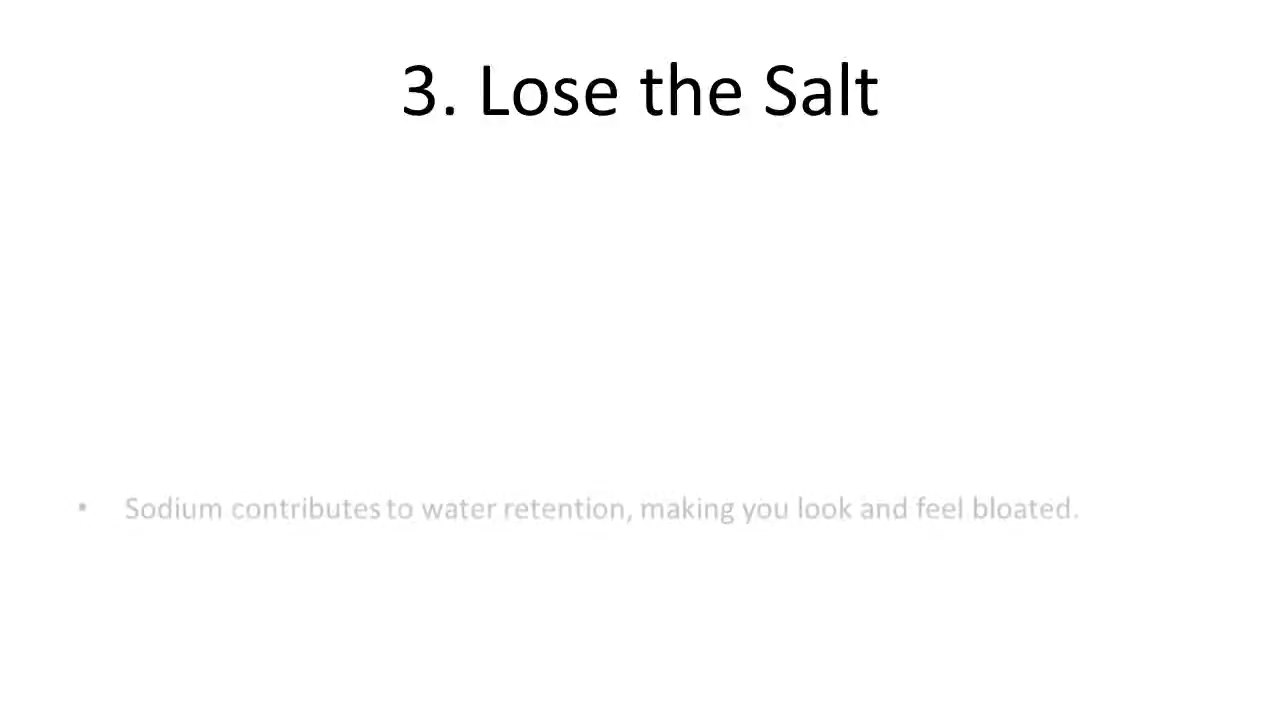 3. Lose the Salt
• Sodium contributes to water retention, making you look and feel bloated.